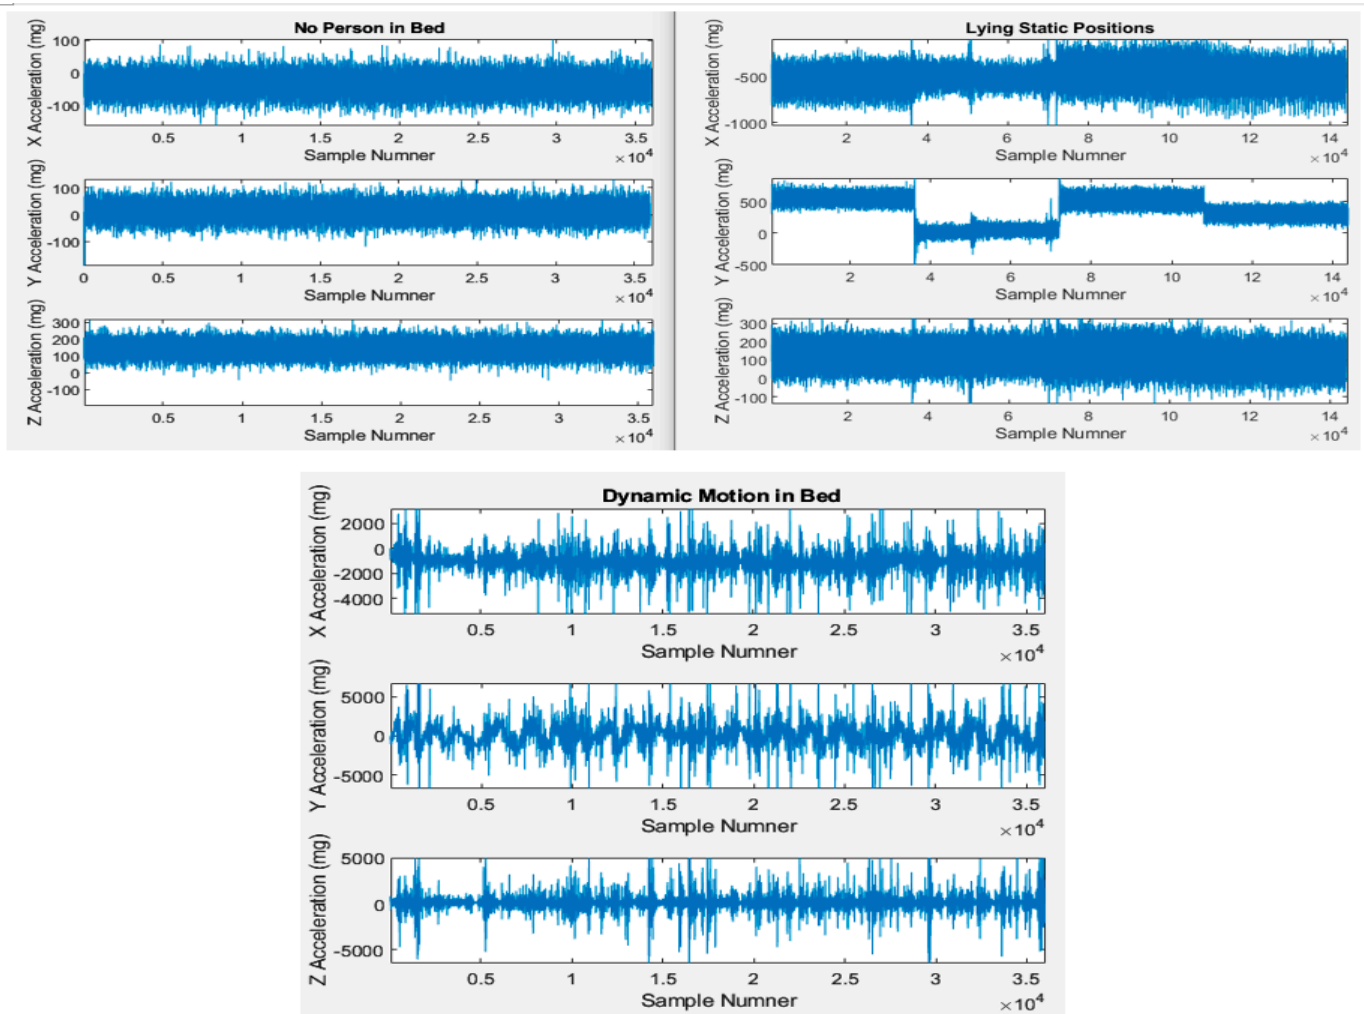 No Person in Bed
X Acceleration (mg)
100
0
-100
0.5 1 1.5 2 2.5 3 3.5
Sample Numner
×10⁴
Y Acceleration (mg)
100
0
-100
0 0.5 1 1.5 2 2.5 3 3.5
Sample Numner
×10⁴
Z Acceleration (mg)
300
200
100
0
-100
0.5 1 1.5 2 2.5 3 3.5
Sample Numner
×10⁴
Lying Static Positions
X Acceleration (mg)
-500
-1000
2 4 6 8 10 12 14
Sample Numner
×10⁴
Y Acceleration (mg)
500
0
-500
2 4 6 8 10 12 14
Sample Numner
×10⁴
Z Acceleration (mg)
300
200
100
0
-100
2 4 6 8 10 12 14
Sample Numner
×10⁴
Dynamic Motion in Bed
X Acceleration (mg)
2000
0
-2000
-4000
0.5 1 1.5 2 2.5 3 3.5
Sample Numner
×10⁴
Y Acceleration (mg)
5000
0
-5000
0.5 1 1.5 2 2.5 3 3.5
Sample Numner
×10⁴
Z Acceleration (mg)
5000
0
-5000
0.5 1 1.5 2 2.5 3 3.5
Sample Numner
×10⁴